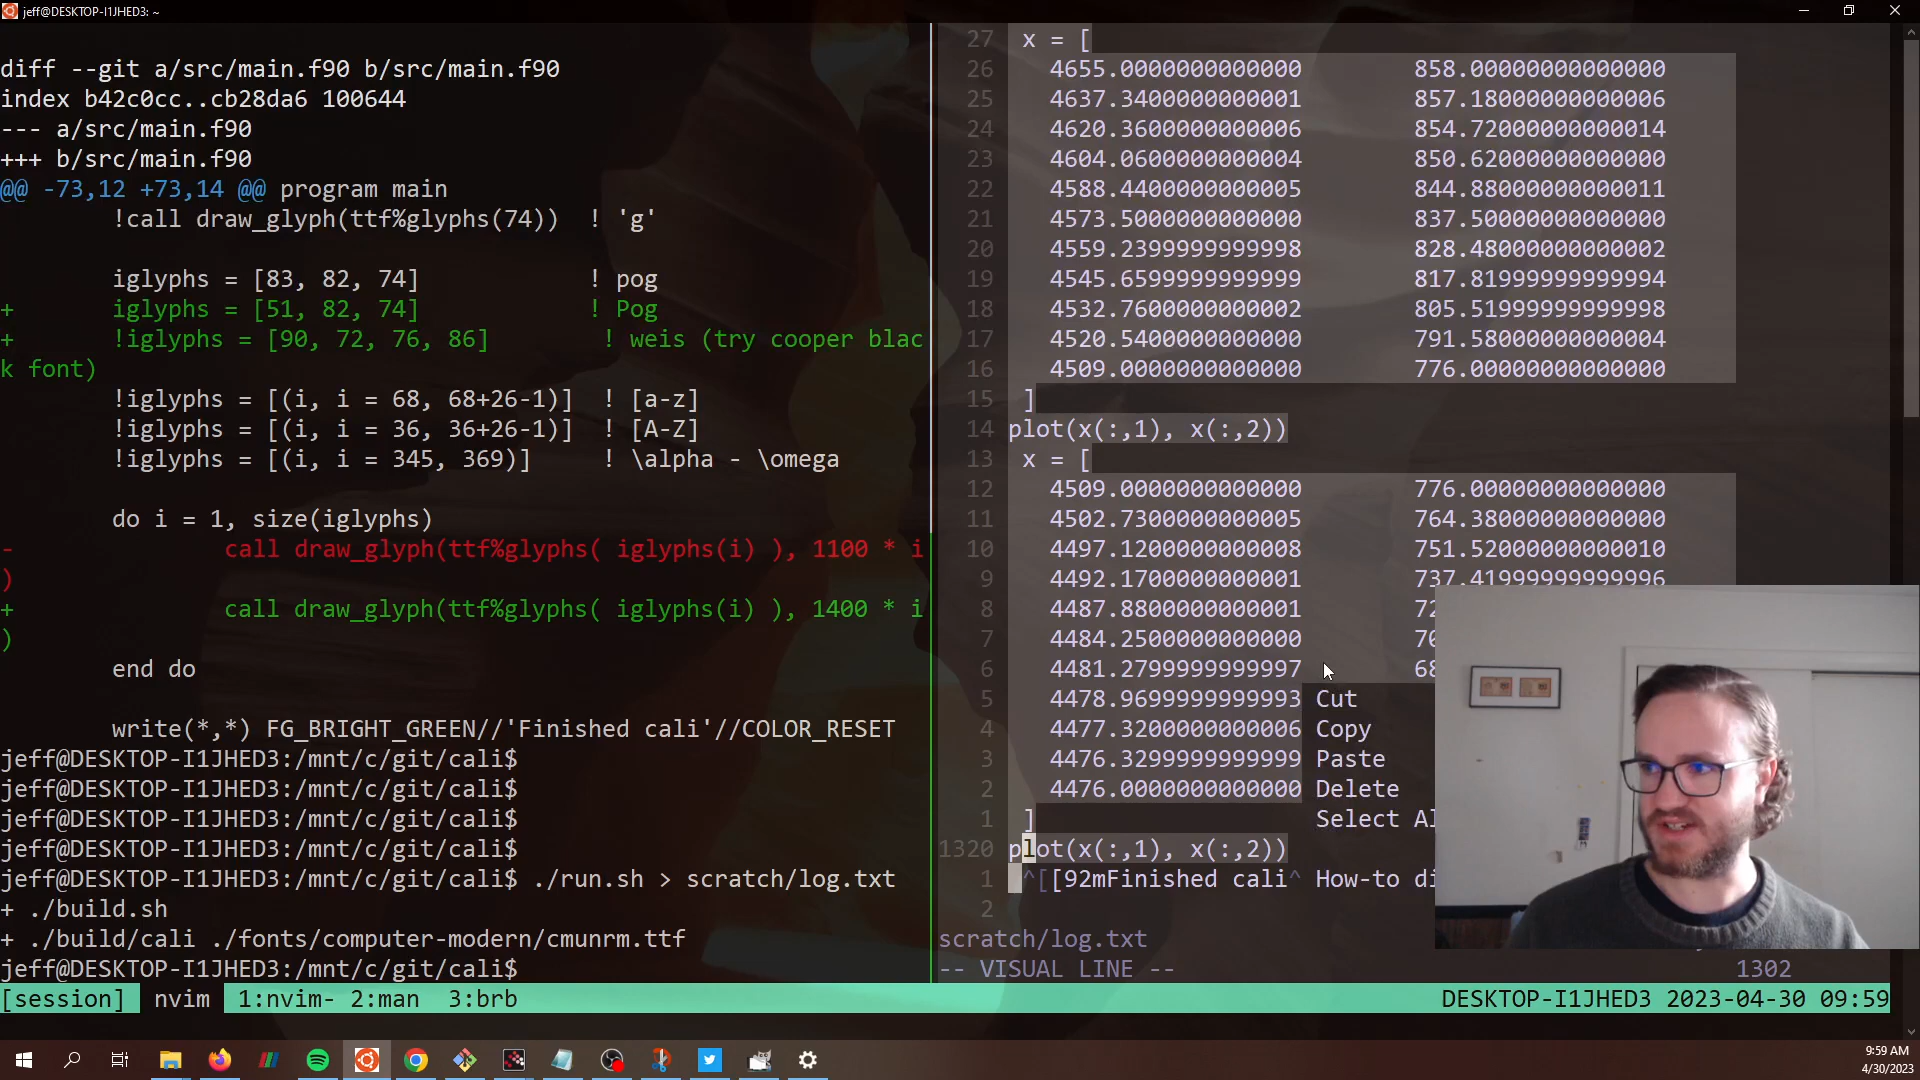 jeff@DESKTOP-I1JHED3: ~
diff --git a/src/main.f90 b/src/main.f90
index b42c0cc..cb28da6 100644
--- a/src/main.f90
+++ b/src/main.f90
@@ -73,12 +73,14 @@ program main
!call draw_glyph(ttf%glyphs(74)) ! 'g'
iglyphs = [83, 82, 74] ! pog
+ iglyphs = [51, 82, 74] ! Pog
+ !iglyphs = [90, 72, 76, 86] ! weis (try cooper blac
k font)
!iglyphs = [(i, i = 68, 68+26-1)] ! [a-z]
!iglyphs = [(i, i = 36, 36+26-1)] ! [A-Z]
!iglyphs = [(i, i = 345, 369)] ! \alpha - \omega
do i = 1, size(iglyphs)
- call draw_glyph(ttf%glyphs( iglyphs(i) ), 1100 * i
)
+ call draw_glyph(ttf%glyphs( iglyphs(i) ), 1400 * i
)
end do
write(*,*) FG_BRIGHT_GREEN//'Finished cali'//COLOR_RESET
jeff@DESKTOP-I1JHED3:/mnt/c/git/cali$
jeff@DESKTOP-I1JHED3:/mnt/c/git/cali$
jeff@DESKTOP-I1JHED3:/mnt/c/git/cali$
jeff@DESKTOP-I1JHED3:/mnt/c/git/cali$
jeff@DESKTOP-I1JHED3:/mnt/c/git/cali$ ./run.sh > scratch/log.txt
+ ./build.sh
+ ./build/cali ./fonts/computer-modern/cmunrm.ttf
jeff@DESKTOP-I1JHED3:/mnt/c/git/cali$
27 x = [
26 4655.0000000000000 858.00000000000000
25 4637.3400000000001 857.18000000000006
24 4620.3600000000006 854.72000000000014
23 4604.0600000000004 850.62000000000000
22 4588.4400000000005 844.88000000000011
21 4573.5000000000000 837.50000000000000
20 4559.2399999999998 828.48000000000002
19 4545.6599999999999 817.81999999999994
18 4532.7600000000002 805.51999999999998
17 4520.5400000000000 791.58000000000004
16 4509.0000000000000 776.00000000000000
15 ]
14 plot(x(:,1), x(:,2))
13 x = [
12 4509.0000000000000 776.00000000000000
11 4502.7300000000005 764.38000000000000
10 4497.1200000000008 751.52000000000010
9 4492.1700000000001 737.41999999999996
8 4487.8800000000001 72
7 4484.2500000000000 70
6 4481.2799999999997 68
5 4478.9699999999993 Cut
4 4477.3200000000006 Copy
3 4476.3299999999999 Paste
2 4476.0000000000000 Delete
1 ] Select Al
1320 plot(x(:,1), x(:,2))
1 ^[[92mFinished cali^ How-to di
2
scratch/log.txt
-- VISUAL LINE -- 1302
[session] nvim 1:nvim- 2:man 3:brb DESKTOP-I1JHED3 2023-04-30 09:59
9:59 AM
4/30/2023